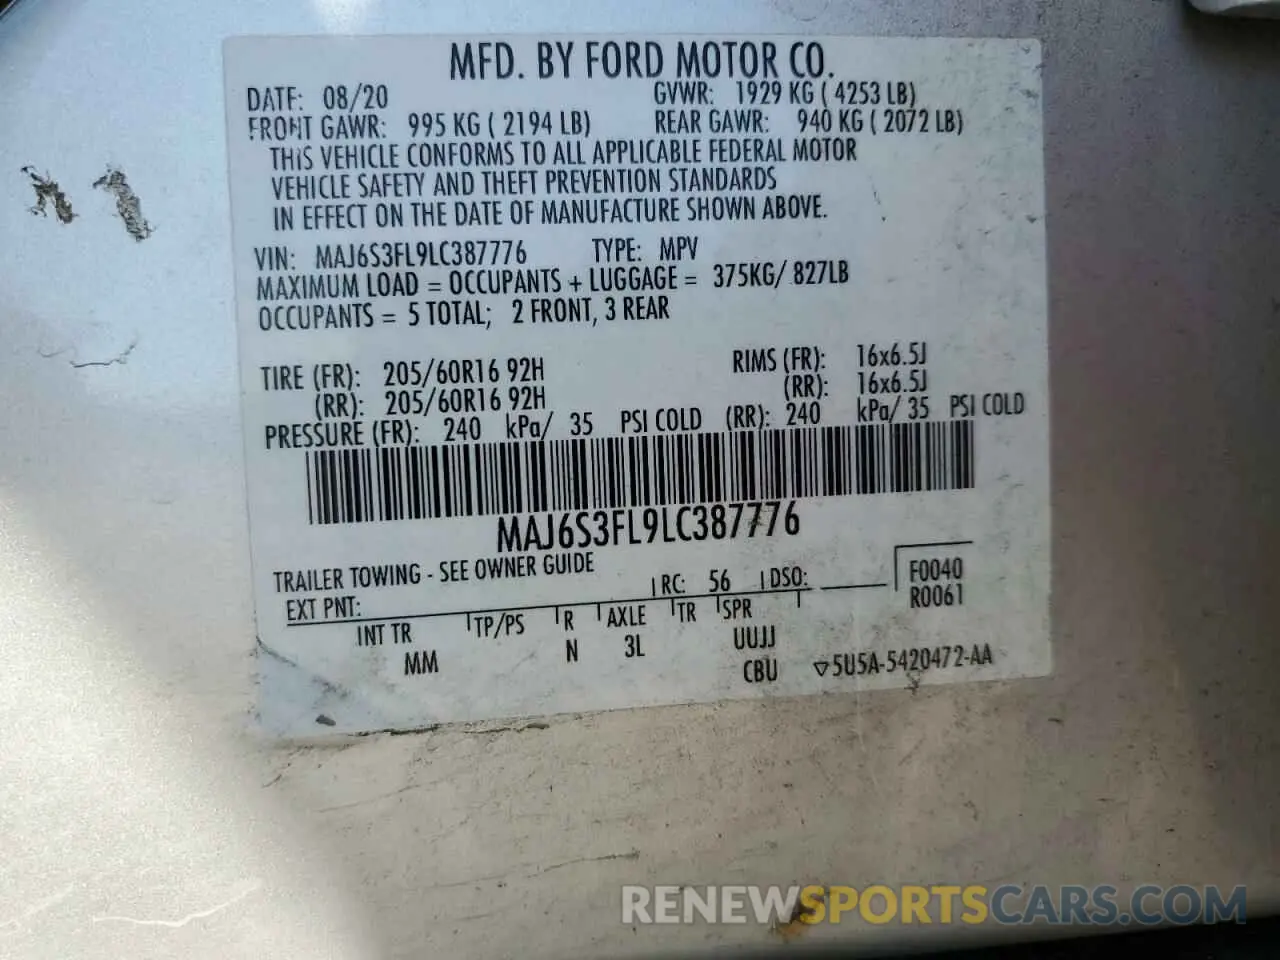 MFD. BY FORD MOTOR CO.
DATE: 08/20 GVWR: 1929 KG ( 4253 LB)
FRONT GAWR: 995 KG ( 2194 LB) REAR GAWR: 940 KG ( 2072 LB)
THIS VEHICLE CONFORMS TO ALL APPLICABLE FEDERAL MOTOR
VEHICLE SAFETY AND THEFT PREVENTION STANDARDS
IN EFFECT ON THE DATE OF MANUFACTURE SHOWN ABOVE.
VIN: MAJ6S3FL9LC387776 TYPE: MPV
MAXIMUM LOAD = OCCUPANTS + LUGGAGE = 375KG/ 827LB
OCCUPANTS = 5 TOTAL; 2 FRONT, 3 REAR
TIRE (FR): 205/60R16 92H RIMS (FR): 16x6.5J
(RR): 205/60R16 92H (RR): 16x6.5J
PRESSURE (FR): 240 kPa/ 35 PSI COLD (RR): 240 kPa/ 35 PSI COLD
MAJ6S3FL9LC387776
TRAILER TOWING - SEE OWNER GUIDE
EXT PNT: RC: 56 DSO: F0040
R0061
INT TR TP/PS R AXLE TR SPR
MM N 3L UUJJ
CBU 5U5A-5420472-AA
RENEWSPORTSCARS.COM